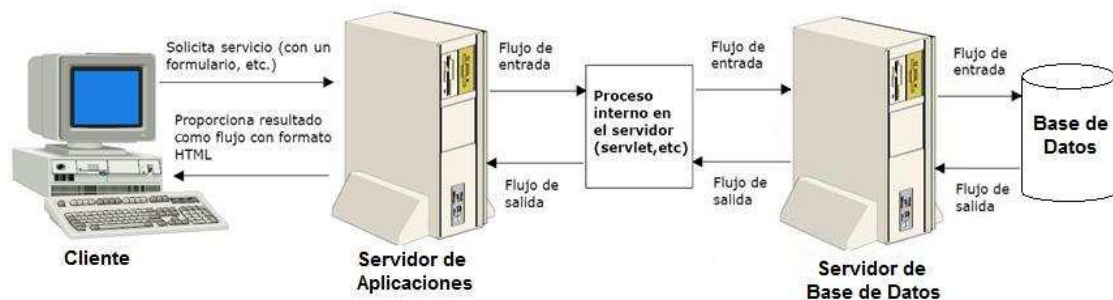 Solicita servicio (con un
formulario, etc.)
Proporciona resultado
como flujo con formato
HTML
Cliente
Servidor de
Aplicaciones
Flujo de
entrada
Flujo de
salida
Proceso
interno en
el servidor
(servlet,etc)
Flujo de
entrada
Flujo de
salida
Servidor de
Base de Datos
Flujo de
entrada
Flujo de
salida
Base de
Datos